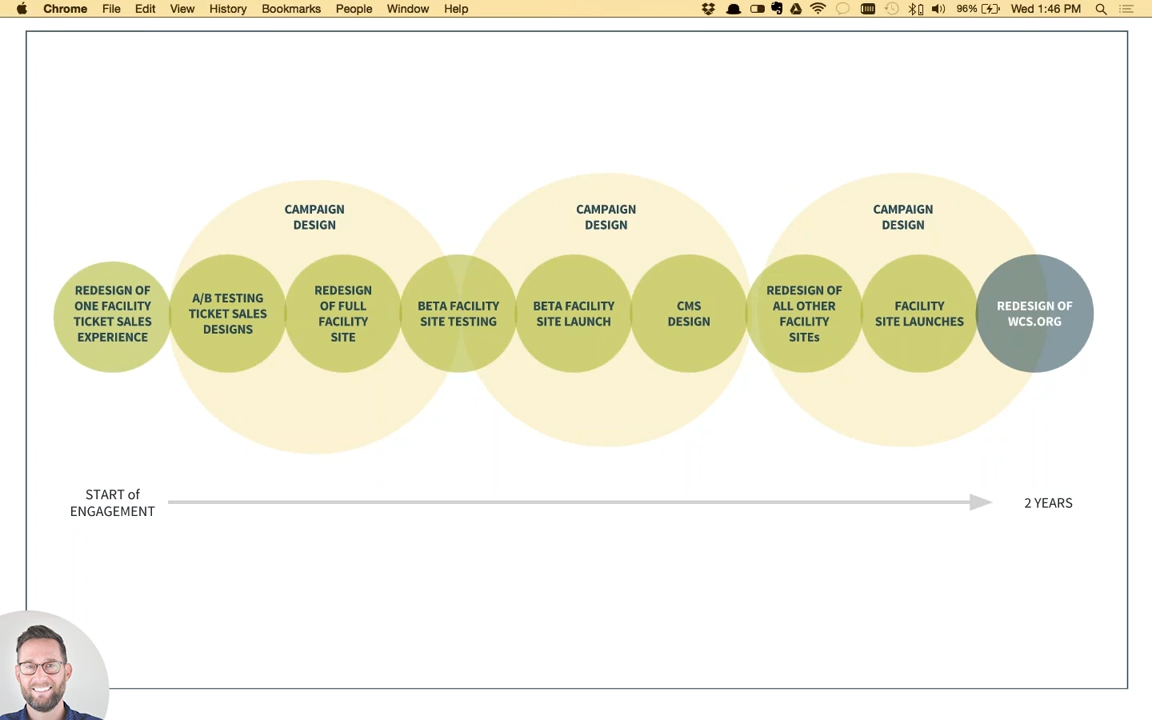 Chrome File Edit View History Bookmarks People Window Help 96% Wed 1:46 PM
CAMPAIGN
DESIGN
CAMPAIGN
DESIGN
CAMPAIGN
DESIGN
REDESIGN OF
ONE FACILITY
TICKET SALES
EXPERIENCE
A/B TESTING
TICKET SALES
DESIGNS
REDESIGN
OF FULL
FACILITY
SITE
BETA FACILITY
SITE TESTING
BETA FACILITY
SITE LAUNCH
CMS
DESIGN
REDESIGN OF
ALL OTHER
FACILITY
SITEs
FACILITY
SITE LAUNCHES
REDESIGN OF
WCS.ORG
START of
ENGAGEMENT
2 YEARS